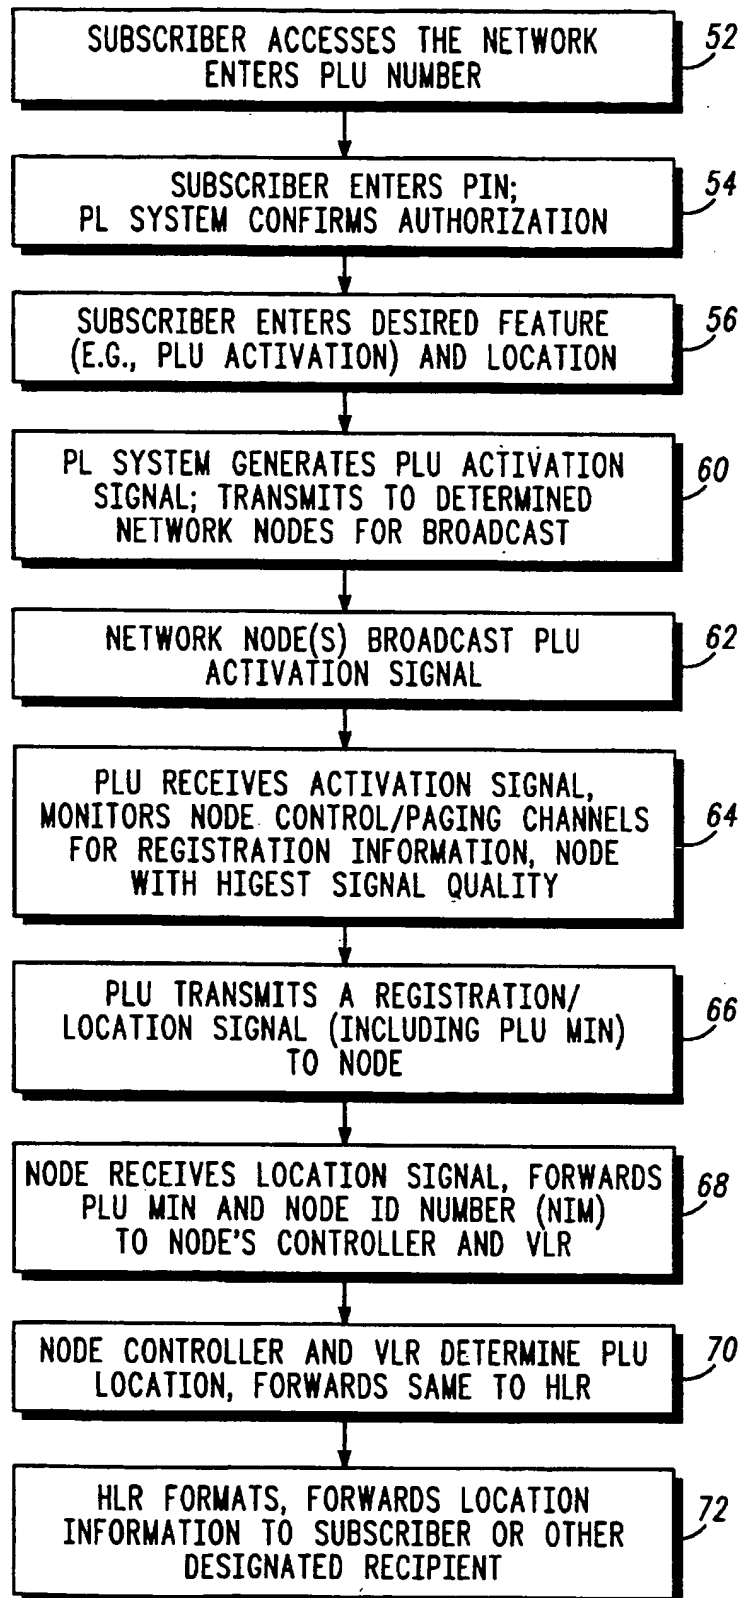 SUBSCRIBER ACCESSES THE NETWORK
ENTERS PLU NUMBER
52
SUBSCRIBER ENTERS PIN;
PL SYSTEM CONFIRMS AUTHORIZATION
54
SUBSCRIBER ENTERS DESIRED FEATURE
(E.G., PLU ACTIVATION) AND LOCATION
56
PL SYSTEM GENERATES PLU ACTIVATION
SIGNAL; TRANSMITS TO DETERMINED
NETWORK NODES FOR BROADCAST
60
NETWORK NODE(S) BROADCAST PLU
ACTIVATION SIGNAL
62
PLU RECEIVES ACTIVATION SIGNAL,
MONITORS NODE CONTROL/PAGING CHANNELS
FOR REGISTRATION INFORMATION, NODE
WITH HIGEST SIGNAL QUALITY
64
PLU TRANSMITS A REGISTRATION/
LOCATION SIGNAL (INCLUDING PLU MIN)
TO NODE
66
NODE RECEIVES LOCATION SIGNAL, FORWARDS
PLU MIN AND NODE ID NUMBER (NIM)
TO NODE'S CONTROLLER AND VLR
68
NODE CONTROLLER AND VLR DETERMINE PLU
LOCATION, FORWARDS SAME TO HLR
70
HLR FORMATS, FORWARDS LOCATION
INFORMATION TO SUBSCRIBER OR OTHER
DESIGNATED RECIPIENT
72